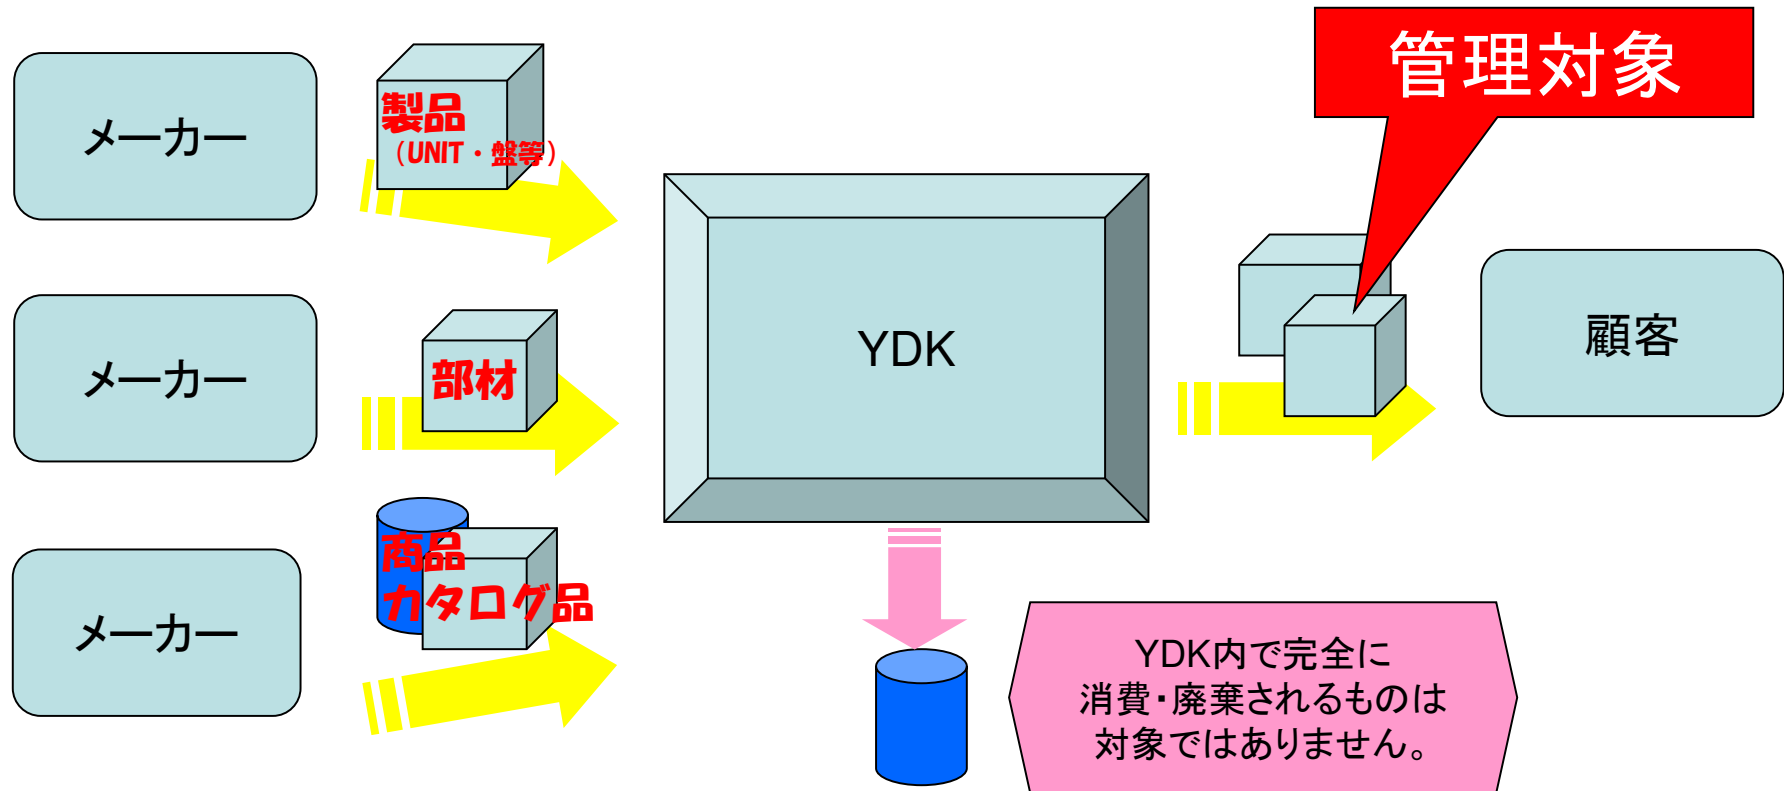 管理対象
メーカー
製品
（UNIT・盤等）
メーカー
部材
YDK
顧客
メーカー
商品
カタログ品
YDK内で完全に
消費・廃棄されるものは
対象ではありません。